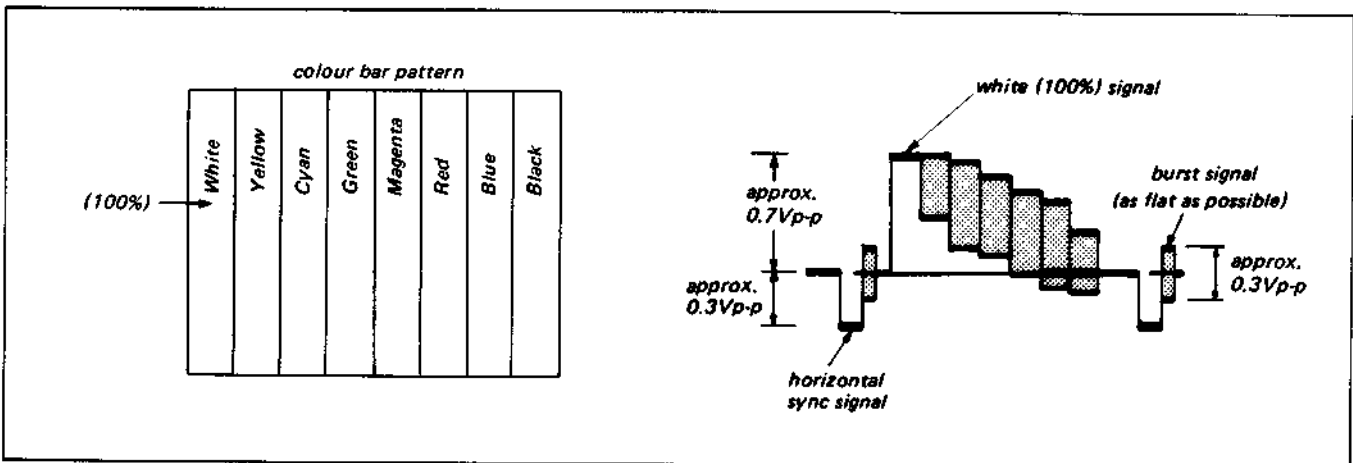 colour bar pattern
White
Yellow
Cyan
Green
Magenta
Red
Blue
Black
(100%)
white (100%) signal
approx.
0.7Vp-p
approx.
0.3Vp-p
horizontal
sync signal
burst signal
(as flat as possible)
approx.
0.3Vp-p